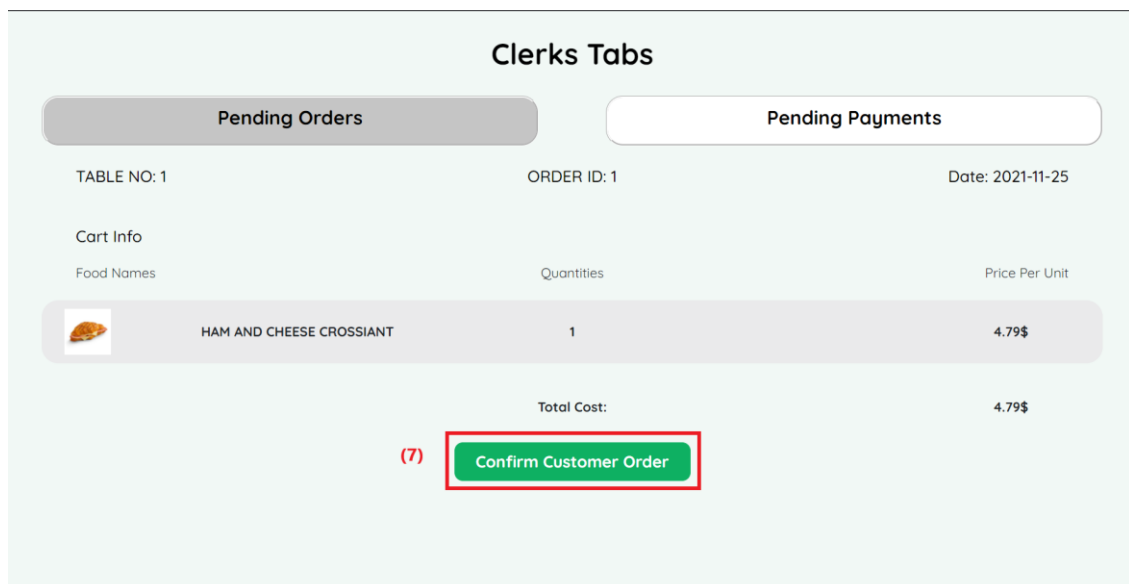 Clerks Tabs
Pending Orders Pending Payments
TABLE NO: 1 ORDER ID: 1 Date: 2021-11-25
Cart Info
Food Names Quantities Price Per Unit
HAM AND CHEESE CROSSIANT 1 4.79$
Total Cost: 4.79$
(7) Confirm Customer Order